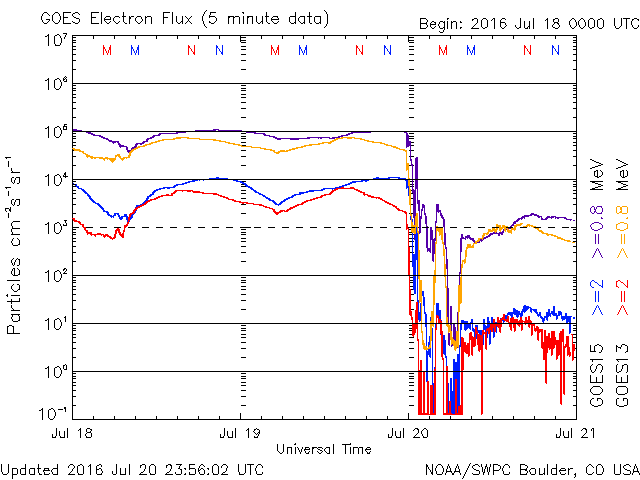 GOES Electron Flux (5 minute data)
Begin: 2016 Jul 18 0000 UTC
10⁷
M M N N M M N N M M N N
10⁶
10⁵
10⁴
10³
10²
10¹
10⁰
10⁻¹
Particles cm⁻²s⁻¹sr⁻¹
Jul 18 Jul 19 Jul 20 Jul 21
Universal Time
GOES15 >=2 >=0.8 MeV
GOES13 >=2 >=0.8 MeV
Updated 2016 Jul 20 23:56:02 UTC
NOAA/SWPC Boulder, CO USA